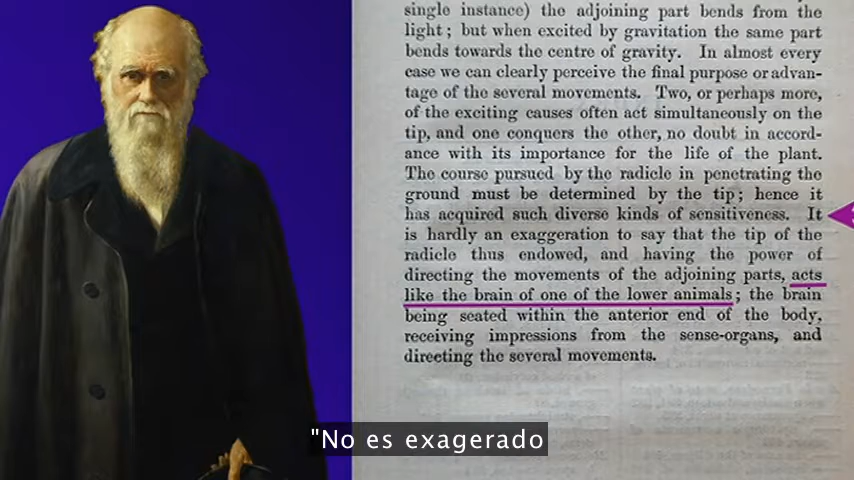 single instance) the adjoining part bends from the
light; but when excited by gravitation the same part
bends towards the centre of gravity. In almost every
case we can clearly perceive the final purpose or advan-
tage of the several movements. Two, or perhaps more,
of the exciting causes often act simultaneously on the
tip, and one conquers the other, no doubt in accord-
ance with its importance for the life of the plant.
The course pursued by the radicle in penetrating the
ground must be determined by the tip; hence it
has acquired such diverse kinds of sensitiveness. It
is hardly an exaggeration to say that the tip of the
radicle thus endowed, and having the power of
directing the movements of the adjoining parts, acts
like the brain of one of the lower animals; the brain
being seated within the anterior end of the body,
receiving impressions from the sense-organs, and
directing the several movements.
"No es exagerado